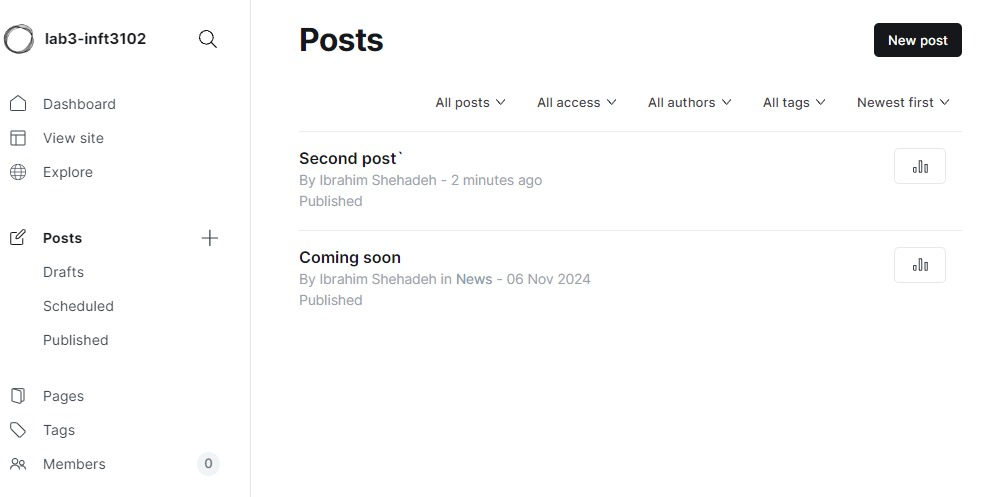 lab3-inft3102
Dashboard
View site
Explore
Posts
Drafts
Scheduled
Published
Pages
Tags
Members 0
Posts
New post
All posts All access All authors All tags Newest first
Second post`
By Ibrahim Shehadeh - 2 minutes ago
Published
Coming soon
By Ibrahim Shehadeh in News - 06 Nov 2024
Published